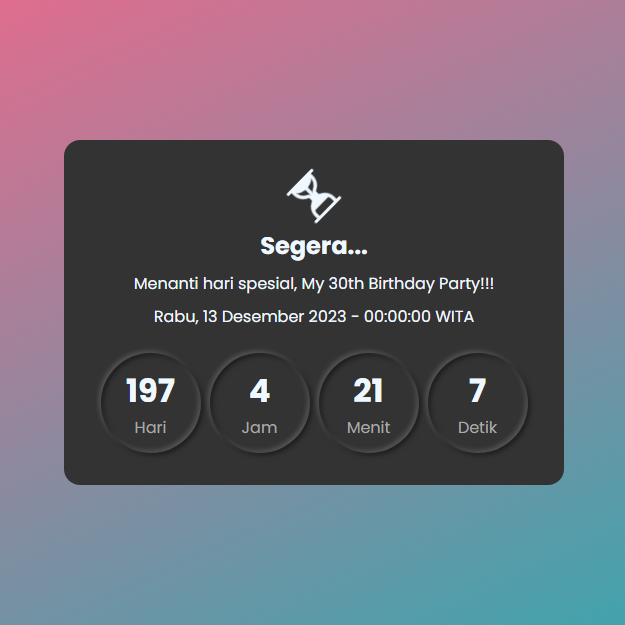 Segera...
Menanti hari spesial, My 30th Birthday Party!!!
Rabu, 13 Desember 2023 - 00:00:00 WITA
197 4 21 7
Hari Jam Menit Detik